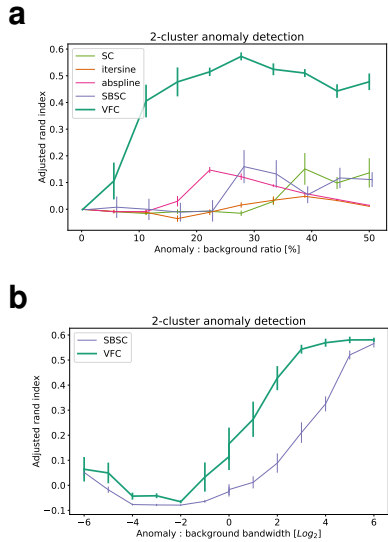 a
2-cluster anomaly detection
SC
itersine
abspline
SBSC
VFC
Adjusted rand index
0.6
0.5
0.4
0.3
0.2
0.1
0.0
0 10 20 30 40 50
Anomaly : background ratio [%]
b
2-cluster anomaly detection
SBSC
VFC
Adjusted rand index
0.6
0.5
0.4
0.3
0.2
0.1
0.0
−0.1
−6 −4 −2 0 2 4 6
Anomaly : background bandwidth [Log2]